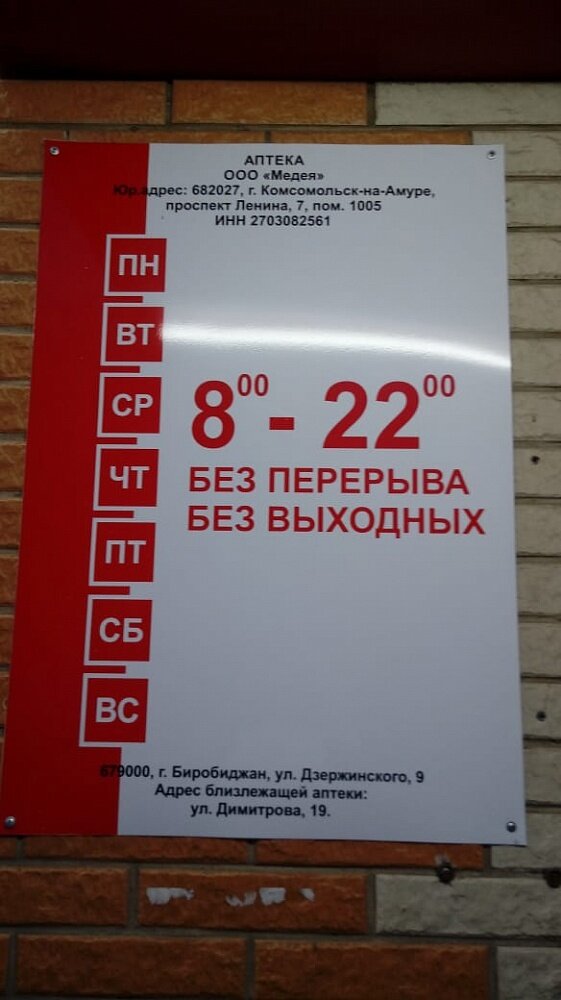 АПТЕКА
ООО «Медея»
Юр.адрес: 682027, г. Комсомольск-на-Амуре,
проспект Ленина, 7, пом. 1005
ИНН 2703082561
ПН
ВТ
СР
ЧТ
ПТ
СБ
ВС
8⁰⁰ - 22⁰⁰
БЕЗ ПЕРЕРЫВА
БЕЗ ВЫХОДНЫХ
679000, г. Биробиджан, ул. Дзержинского, 9
Адрес близлежащей аптеки:
ул. Димитрова, 19.